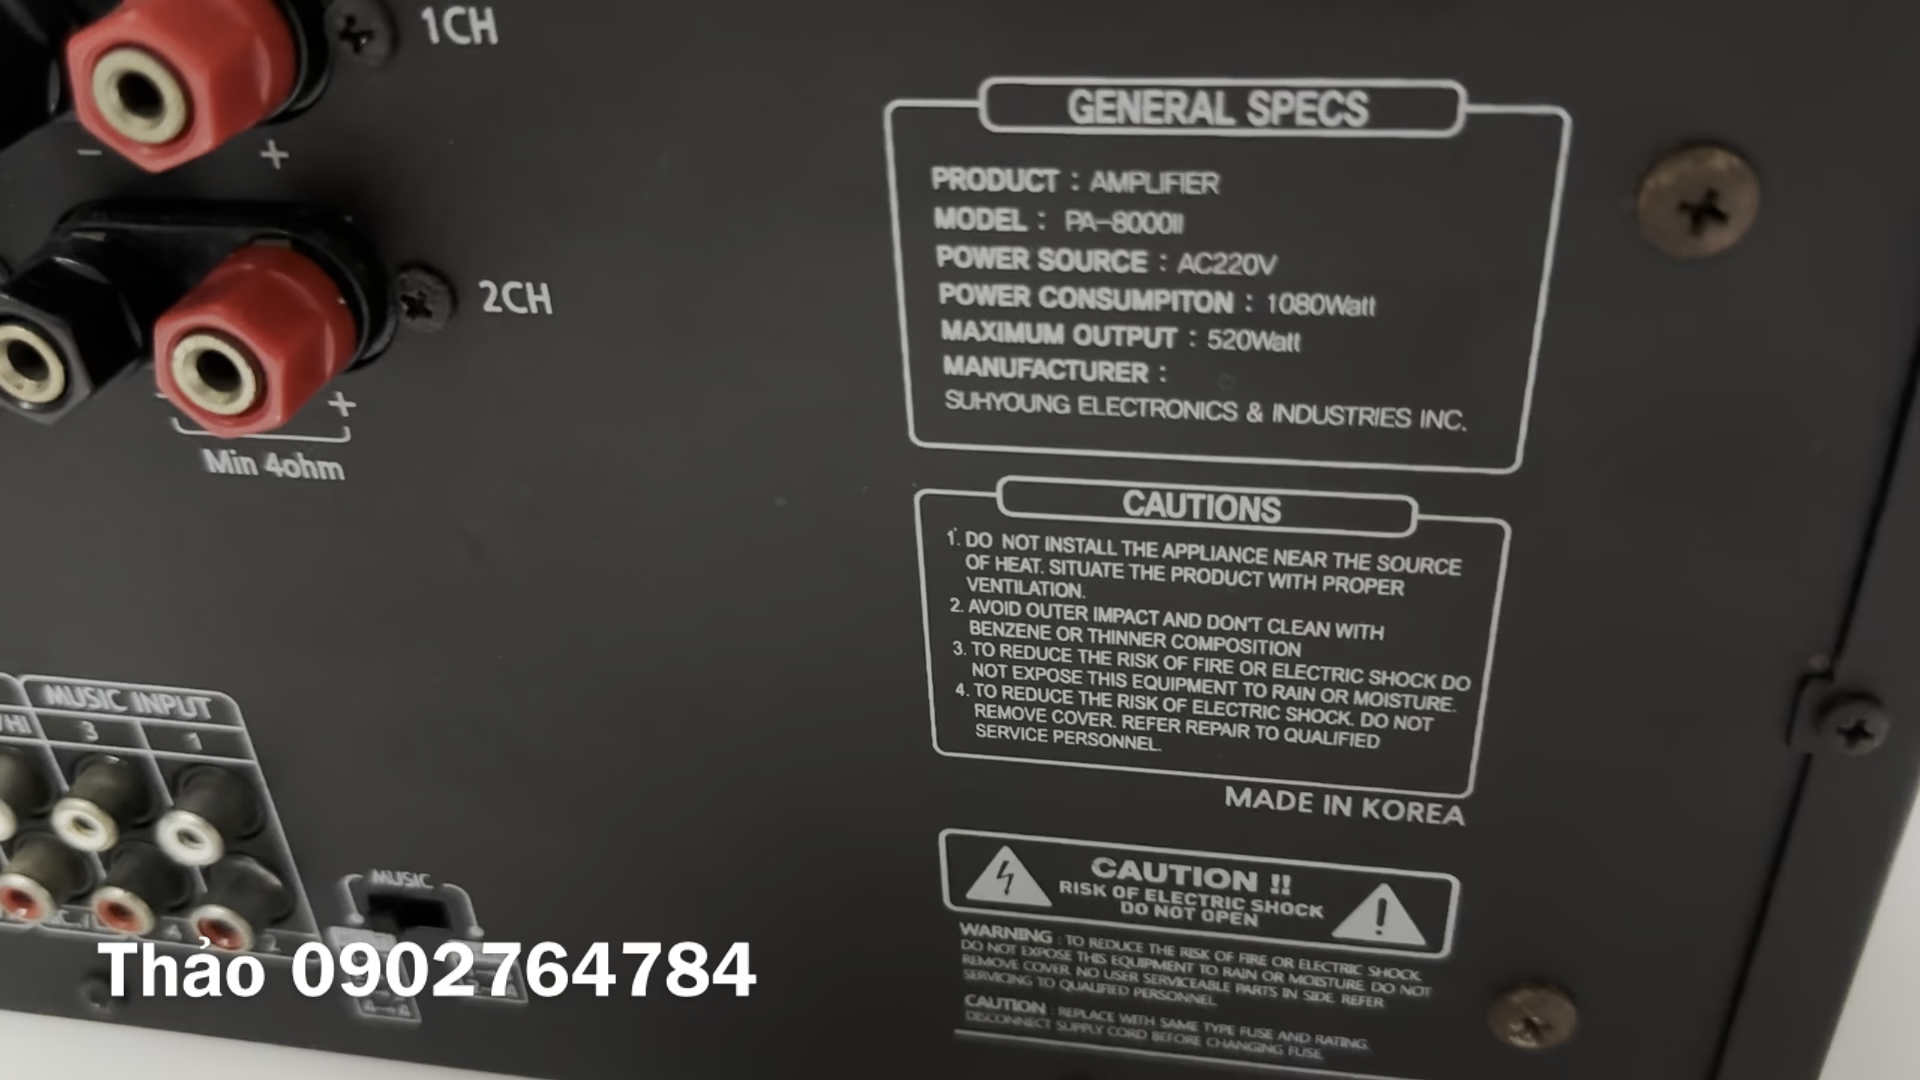 1CH
- +
2CH
+
Min 4ohm
GENERAL SPECS
PRODUCT : AMPLIFIER
MODEL : PA-8000II
POWER SOURCE : AC220V
POWER CONSUMPITON : 1080Watt
MAXIMUM OUTPUT : 520Watt
MANUFACTURER :
SUHYOUNG ELECTRONICS & INDUSTRIES INC.
CAUTIONS
1. DO NOT INSTALL THE APPLIANCE NEAR THE SOURCE
OF HEAT. SITUATE THE PRODUCT WITH PROPER
VENTILATION.
2. AVOID OUTER IMPACT AND DON'T CLEAN WITH
BENZENE OR THINNER COMPOSITION
3. TO REDUCE THE RISK OF FIRE OR ELECTRIC SHOCK DO
NOT EXPOSE THIS EQUIPMENT TO RAIN OR MOISTURE.
4. TO REDUCE THE RISK OF ELECTRIC SHOCK. DO NOT
REMOVE COVER. REFER REPAIR TO QUALIFIED
SERVICE PERSONNEL.
MADE IN KOREA
CAUTION !!
RISK OF ELECTRIC SHOCK
DO NOT OPEN
WARNING : TO REDUCE THE RISK OF FIRE OR ELECTRIC SHOCK
DO NOT EXPOSE THIS EQUIPMENT TO RAIN OR MOISTURE. DO NOT
REMOVE COVER. NO USER SERVICEABLE PARTS IN SIDE. REFER
SERVICING TO QUALIFIED PERSONNEL.
CAUTION : REPLACE WITH SAME TYPE FUSE AND RATING.
DISCONNECT SUPPLY CORD BEFORE CHANGING FUSE.
MUSIC INPUT
3 1
MUSIC
Thảo 0902764784